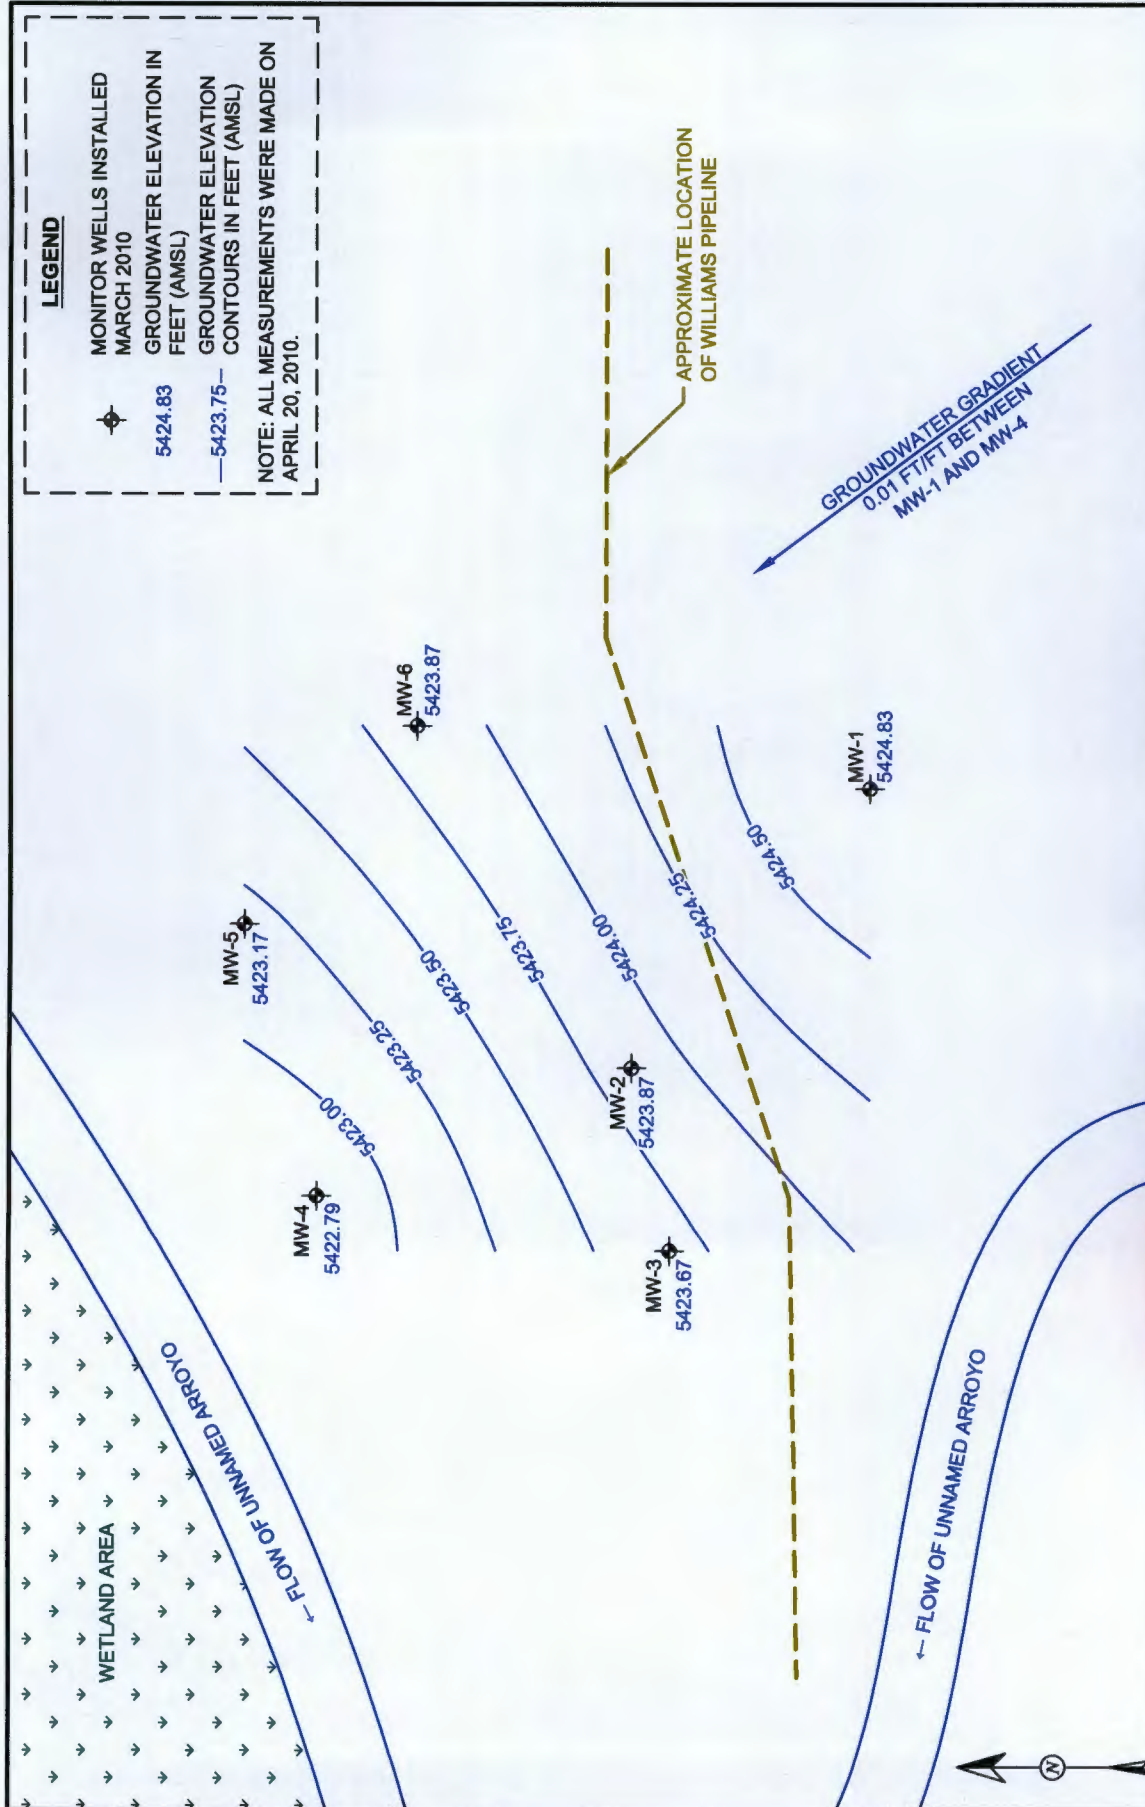 LEGEND
MONITOR WELLS INSTALLED
MARCH 2010
5424.83
GROUNDWATER ELEVATION IN
FEET (AMSL)
—5423.75—
GROUNDWATER ELEVATION
CONTOURS IN FEET (AMSL)
NOTE: ALL MEASUREMENTS WERE MADE ON
APRIL 20, 2010.
WETLAND AREA
← FLOW OF UNNAMED ARROYO
MW-5
5423.17
MW-4
5422.79
5423.00
5423.25
5423.50
MW-6
5423.87
5423.75
MW-2
5423.87
MW-3
5423.67
5424.00
5424.25
5424.50
MW-1
5424.83
APPROXIMATE LOCATION
OF WILLIAMS PIPELINE
GROUNDWATER GRADIENT
0.01 FT/FT BETWEEN
MW-1 AND MW-4
← FLOW OF UNNAMED ARROYO
N